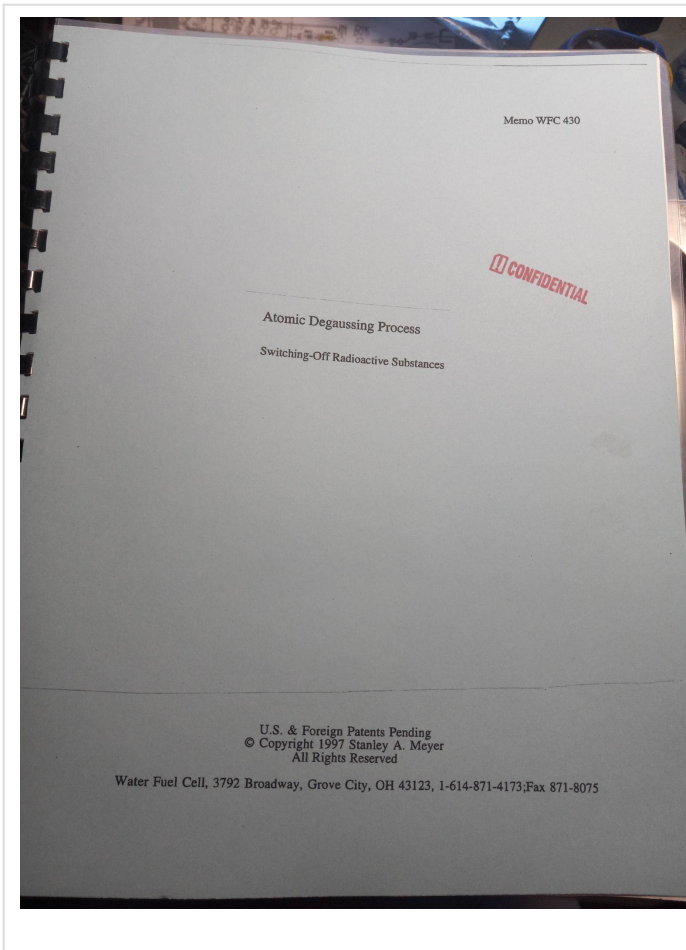 Memo WFC 430
CONFIDENTIAL
Atomic Degaussing Process
Switching-Off Radioactive Substances
U.S. & Foreign Patents Pending
© Copyright 1997 Stanley A. Meyer
All Rights Reserved
Water Fuel Cell, 3792 Broadway, Grove City, OH 43123, 1-614-871-4173;Fax 871-8075